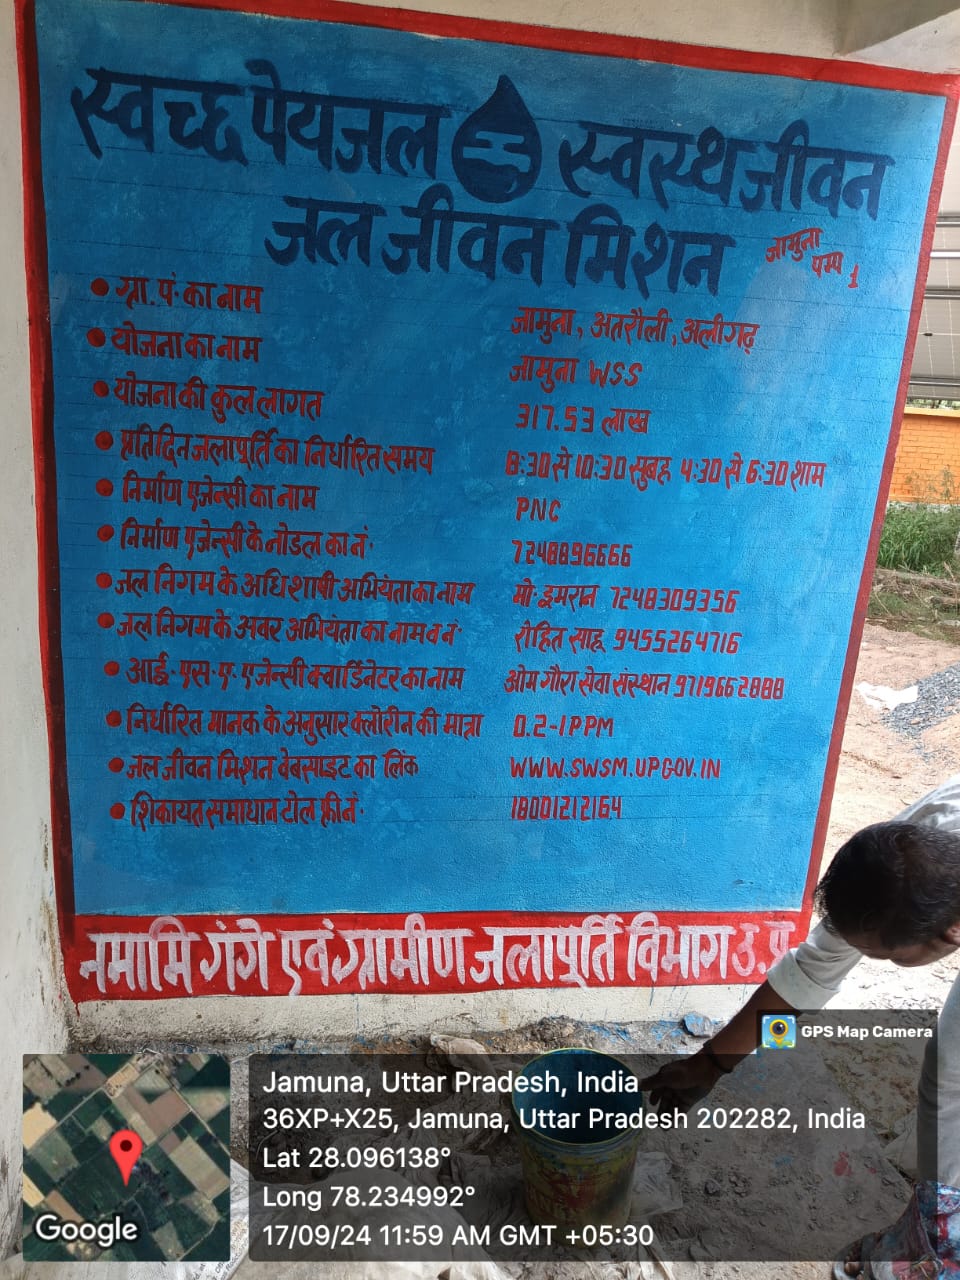 स्वच्छ पेयजल स्वस्थ जीवन
जल जीवन मिशन
जामुना
पम्प 1
ग्रा.पं. का नाम जामुना, अतरौली, अलीगढ़
योजना का नाम जामुना WSS
योजना की कुल लागत 317.53 लाख
प्रतिदिन जलापूर्ति का निर्धारित समय 8:30 से 10:30 सुबह 4:30 से 6:30 शाम
निर्माण एजेन्सी का नाम PNC
निर्माण एजेन्सी के नोडल का नं. 7248896666
जल निगम के अधिशाषी अभियंता का नाम मो. इमरान 7248309356
जल निगम के अवर अभियंता का नाम व नं. रोहित साहू 9455264716
आई.एस.ए. एजेन्सी क्वार्डिनेटर का नाम ओम गौरा सेवा संस्थान 9719662888
निर्धारित मानक के अनुसार क्लोरीन की मात्रा 0.2-1PPM
जल जीवन मिशन वेबसाइट का लिंक WWW.SWSM.UPGOV.IN
शिकायत समाधान टोल फ्री नं. 18001212164
नमामि गंगे एवं ग्रामीण जलापूर्ति विभाग उ.प्र.
GPS Map Camera
Jamuna, Uttar Pradesh, India
36XP+X25, Jamuna, Uttar Pradesh 202282, India
Lat 28.096138°
Long 78.234992°
17/09/24 11:59 AM GMT +05:30
Google